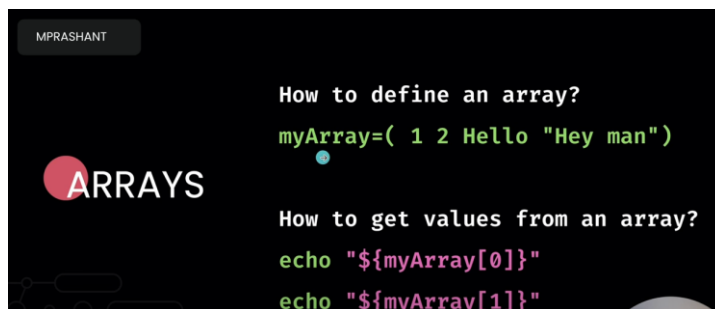 MPRASHANT
How to define an array?
myArray=( 1 2 Hello "Hey man")
ARRAYS
How to get values from an array?
echo "${myArray[0]}"
echo "${myArray[1]}"